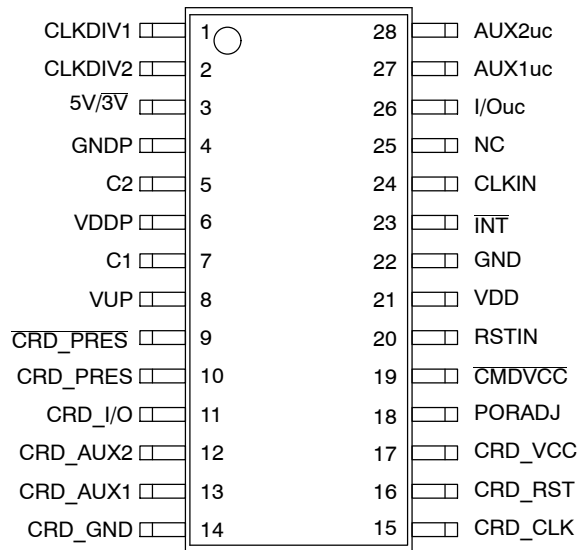 CLKDIV1 1 28 AUX2uc
CLKDIV2 2 27 AUX1uc
5V/3V 3 26 I/Ouc
GNDP 4 25 NC
C2 5 24 CLKIN
VDDP 6 23 INT
C1 7 22 GND
VUP 8 21 VDD
CRD_PRES 9 20 RSTIN
CRD_PRES 10 19 CMDVCC
CRD_I/O 11 18 PORADJ
CRD_AUX2 12 17 CRD_VCC
CRD_AUX1 13 16 CRD_RST
CRD_GND 14 15 CRD_CLK